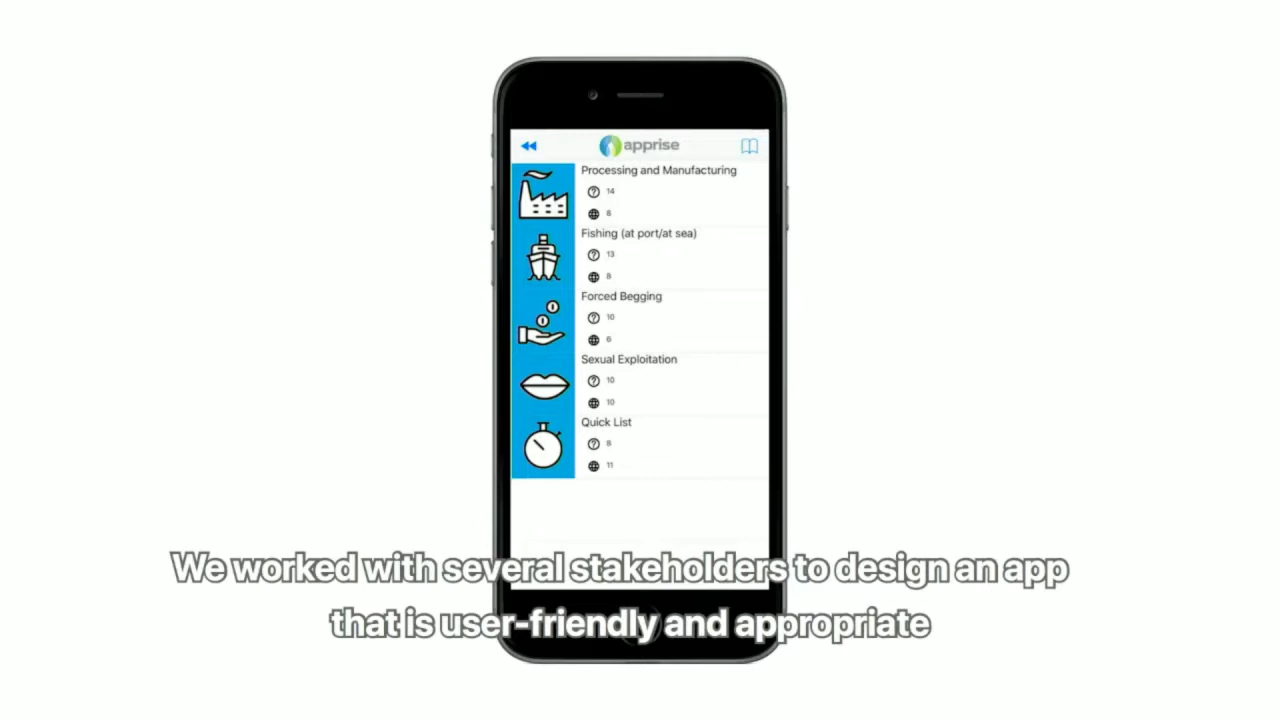 apprise
Processing and Manufacturing
14
8
Fishing (at port/at sea)
13
8
Forced Begging
10
6
Sexual Exploitation
10
10
Quick List
8
11
We worked with several stakeholders to design an app
that is user-friendly and appropriate